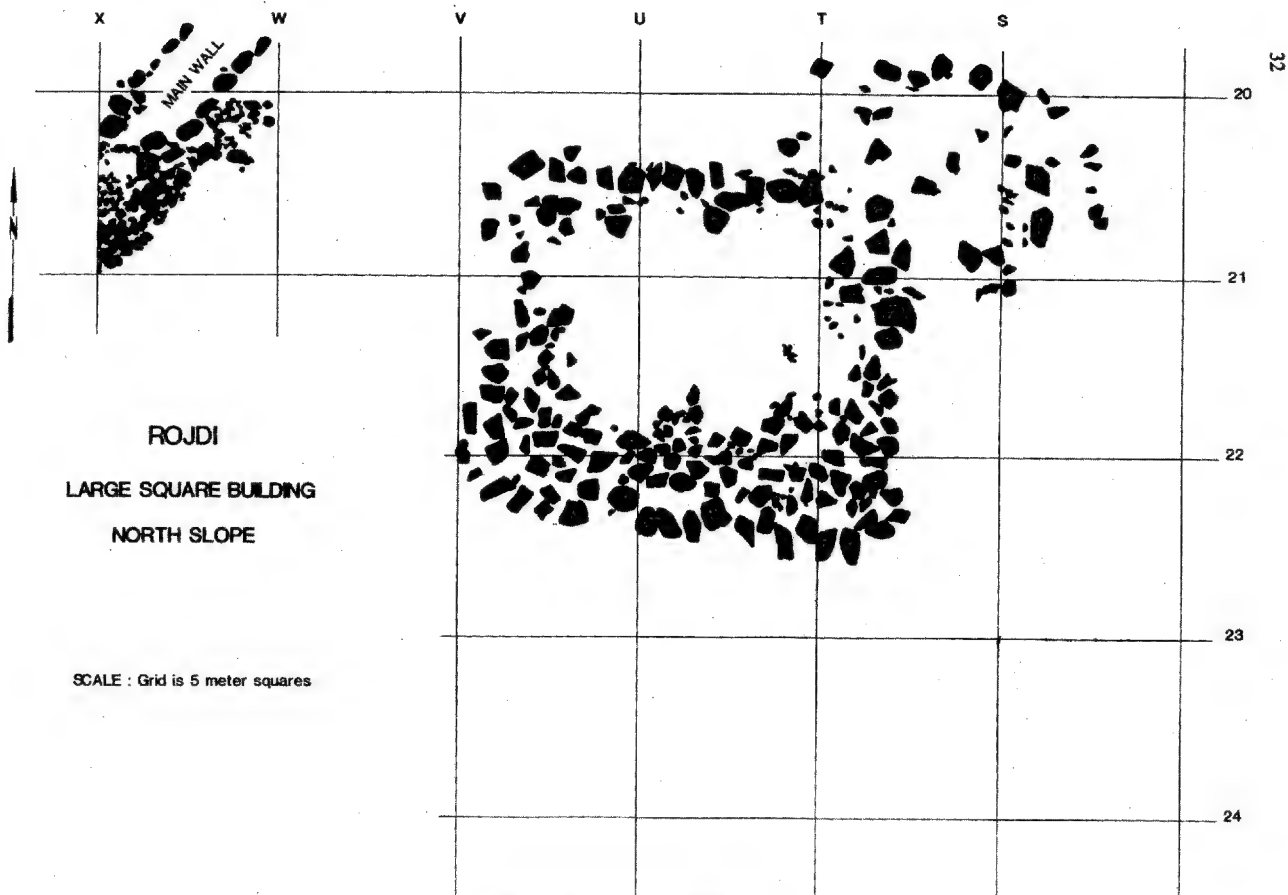 X W V U T S
32
MAIN WALL
20
N
21
ROJDI
22
LARGE SQUARE BUILDING
NORTH SLOPE
23
SCALE : Grid is 5 meter squares
24